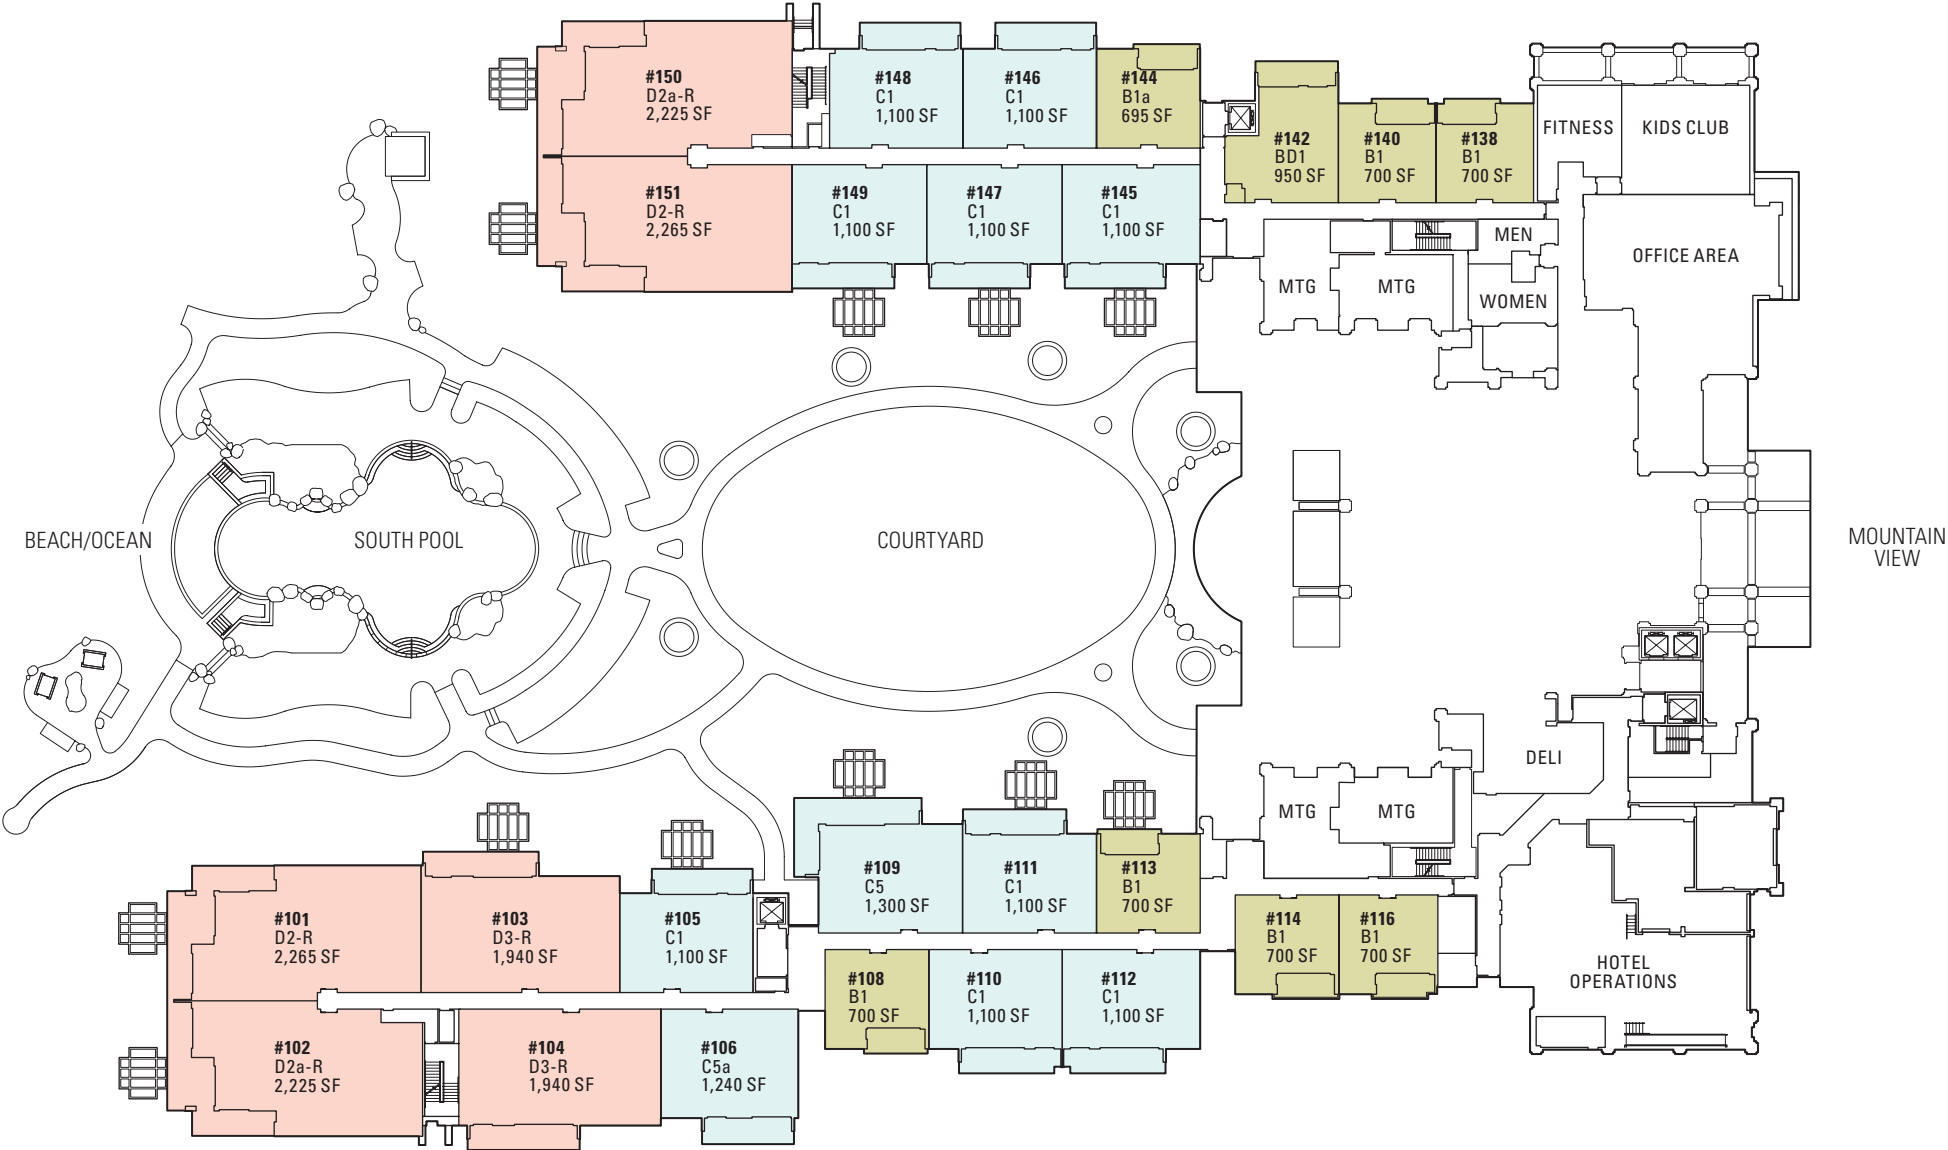 #150
D2a-R
2,225 SF
#148
C1
1,100 SF
#146
C1
1,100 SF
#144
B1a
695 SF
#142
BD1
950 SF
#140
B1
700 SF
#138
B1
700 SF
FITNESS
KIDS CLUB
#151
D2-R
2,265 SF
#149
C1
1,100 SF
#147
C1
1,100 SF
#145
C1
1,100 SF
MEN
OFFICE AREA
MTG
MTG
WOMEN
BEACH/OCEAN
SOUTH POOL
COURTYARD
MOUNTAIN
VIEW
DELI
MTG
MTG
#109
C5
1,300 SF
#111
C1
1,100 SF
#113
B1
700 SF
#101
D2-R
2,265 SF
#103
D3-R
1,940 SF
#105
C1
1,100 SF
#114
B1
700 SF
#116
B1
700 SF
HOTEL
OPERATIONS
#108
B1
700 SF
#110
C1
1,100 SF
#112
C1
1,100 SF
#102
D2a-R
2,225 SF
#104
D3-R
1,940 SF
#106
C5a
1,240 SF